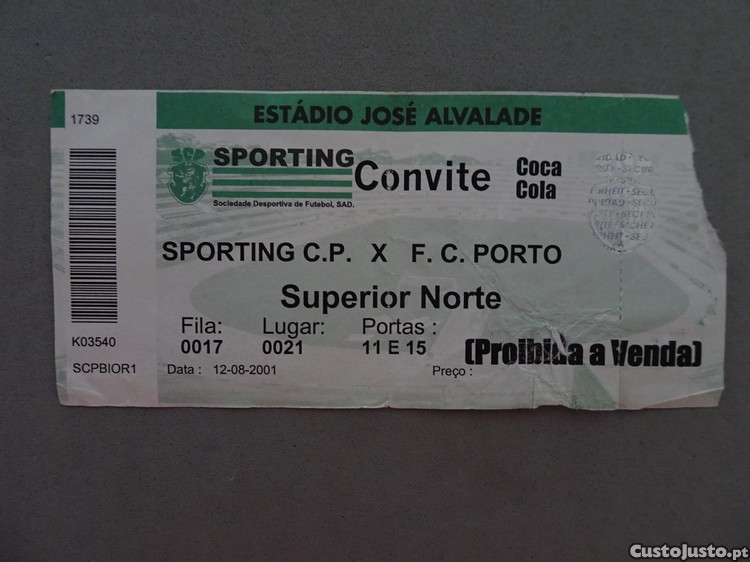 ESTÁDIO JOSÉ ALVALADE
1739
SPORTING
Sociedade Desportiva de Futebol, SAD.
Convite
Coca
Cola
SPORTING C.P. X F. C. PORTO
Superior Norte
Fila: Lugar: Portas :
0017 0021 11 E 15
(Proibida a Venda)
K03540
SCPBIOR1
Data : 12-08-2001
Preço :
CustoJusto.pt